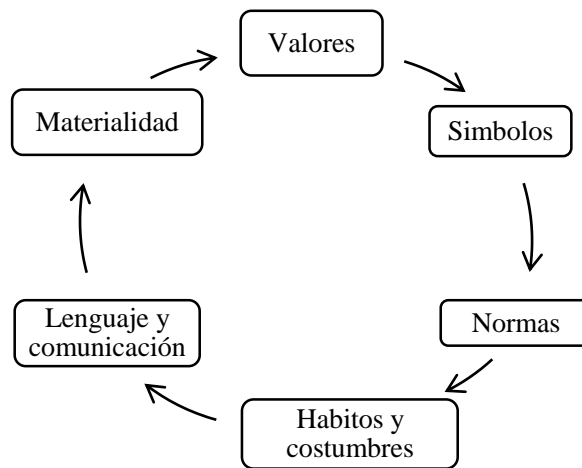 Valores
Simbolos
Normas
Habitos y
costumbres
Lenguaje y
comunicación
Materialidad